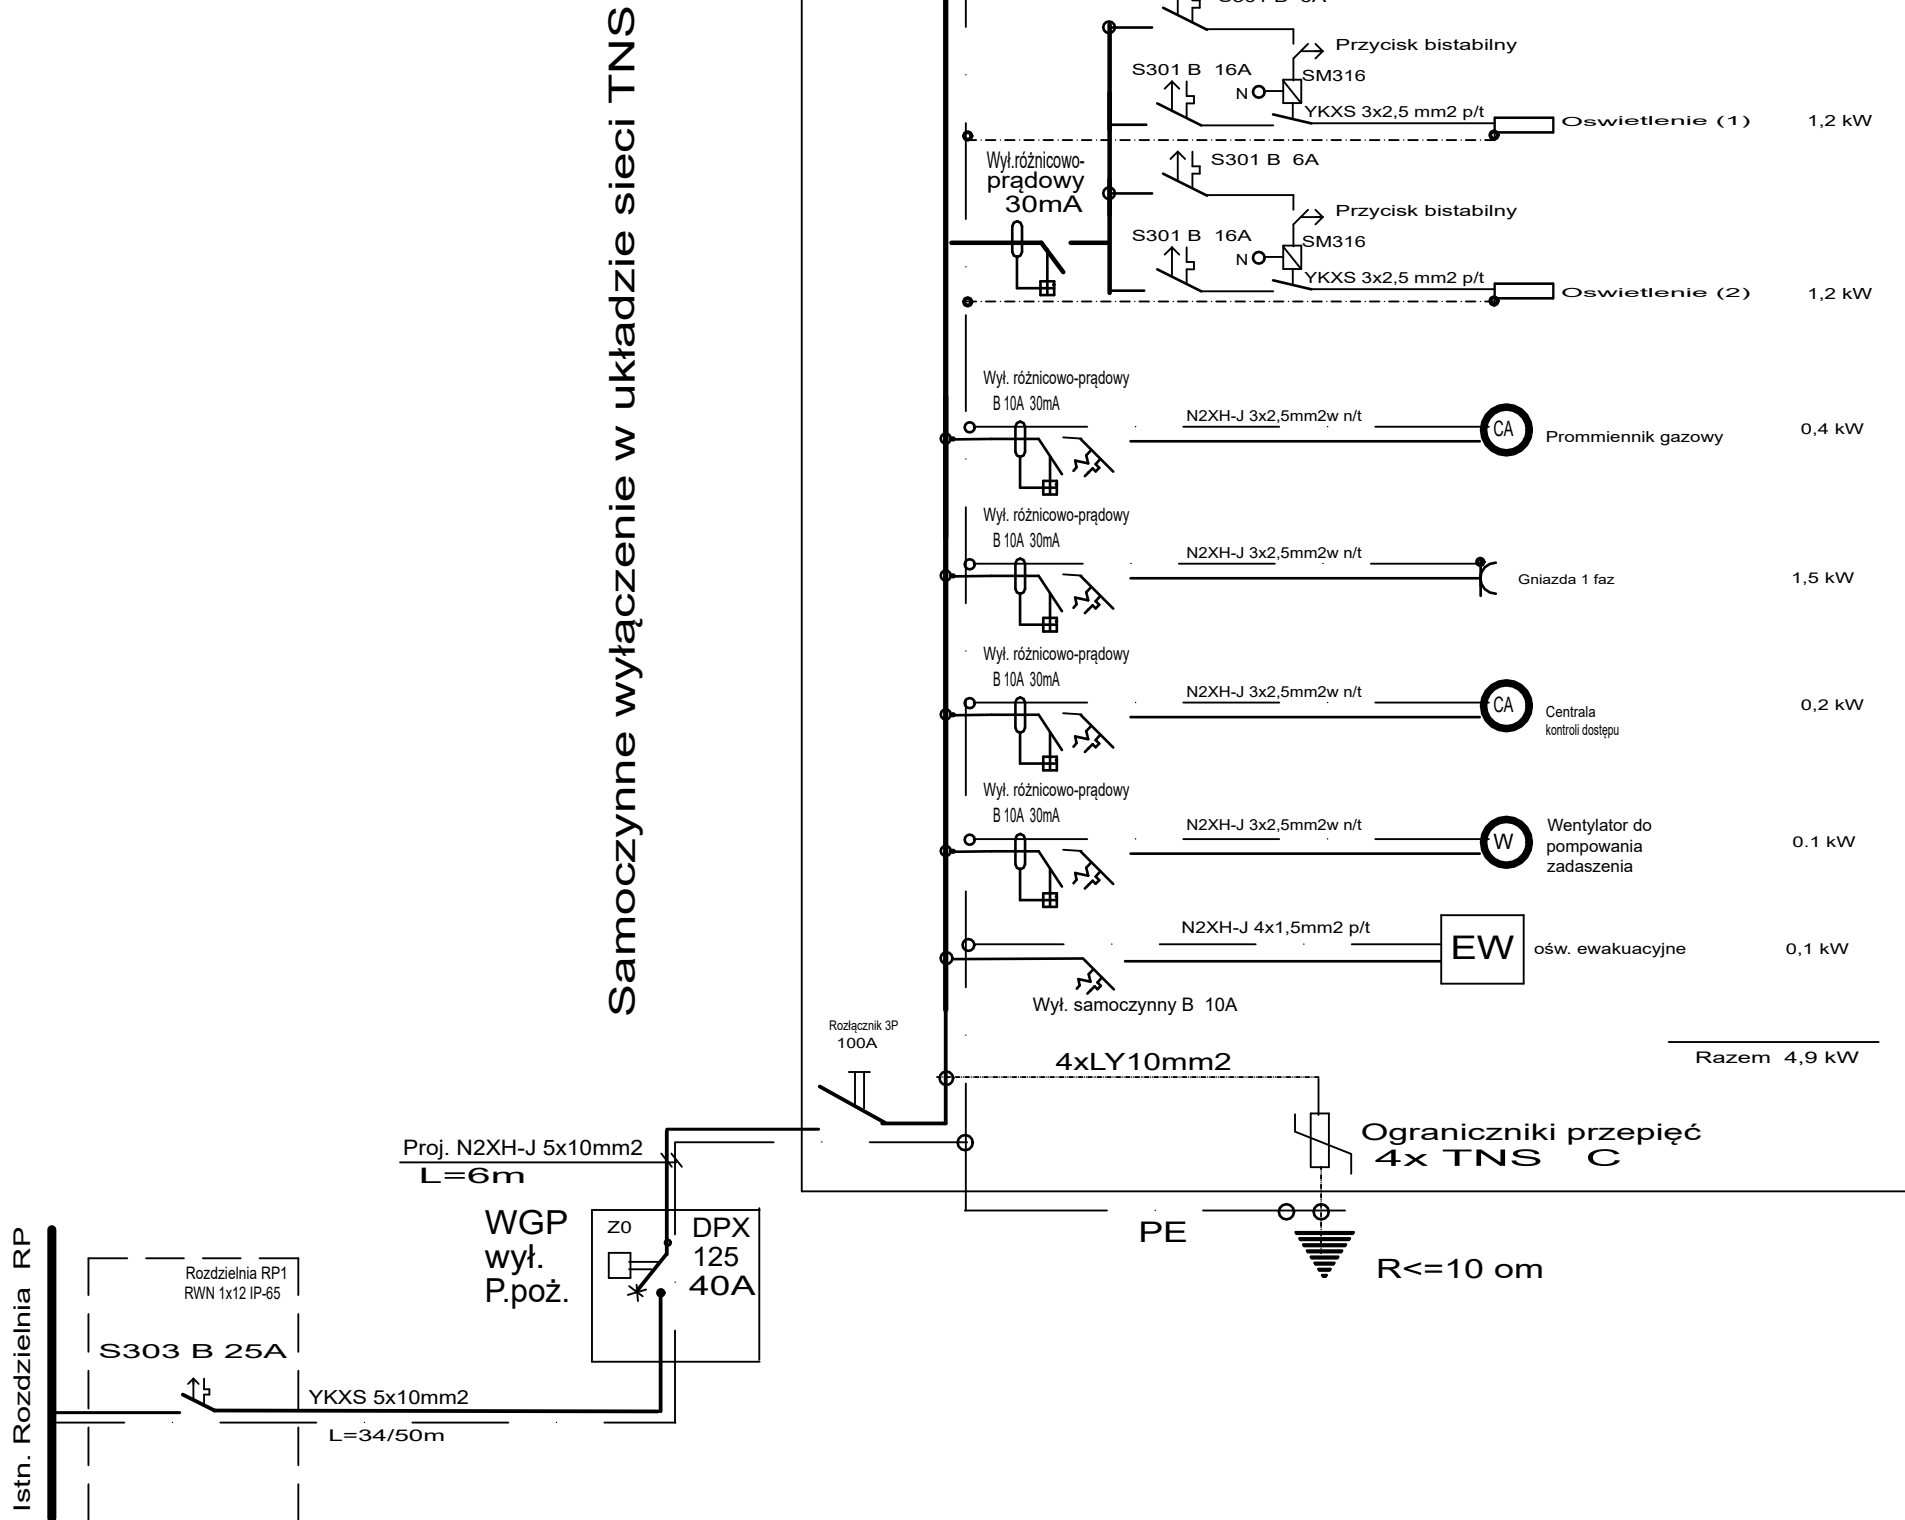 Samoczynne wyłączenie w układzie sieci TNS
Przycisk bistabilny
S301 B 16A
SM316
N
YKXS 3x2,5 mm2 p/t
Oswietlenie (1) 1,2 kW
Wył.różnicowo-
prądowy
30mA
S301 B 6A
Przycisk bistabilny
S301 B 16A
SM316
N
YKXS 3x2,5 mm2 p/t
Oswietlenie (2) 1,2 kW
Wył. różnicowo-prądowy
B 10A 30mA
N2XH-J 3x2,5mm2w n/t
CA
Prommiennik gazowy 0,4 kW
Wył. różnicowo-prądowy
B 10A 30mA
N2XH-J 3x2,5mm2w n/t
Gniazda 1 faz 1,5 kW
Wył. różnicowo-prądowy
B 10A 30mA
N2XH-J 3x2,5mm2w n/t
CA
Centrala
kontroli dostępu
0,2 kW
Wył. różnicowo-prądowy
B 10A 30mA
N2XH-J 3x2,5mm2w n/t
W
Wentylator do
pompowania
zadaszenia
0.1 kW
N2XH-J 4x1,5mm2 p/t
EW
ośw. ewakuacyjne 0,1 kW
Wył. samoczynny B 10A
Rozłącznik 3P
100A
4xLY10mm2
Razem 4,9 kW
Ograniczniki przepięć
4x TNS C
Proj. N2XH-J 5x10mm2
L=6m
PE
R<=10 om
WGP
wył.
P.poż.
Z0
DPX
125
40A
Istn. Rozdzielnia RP
Rozdzielnia RP1
RWN 1x12 IP-65
S303 B 25A
YKXS 5x10mm2
L=34/50m